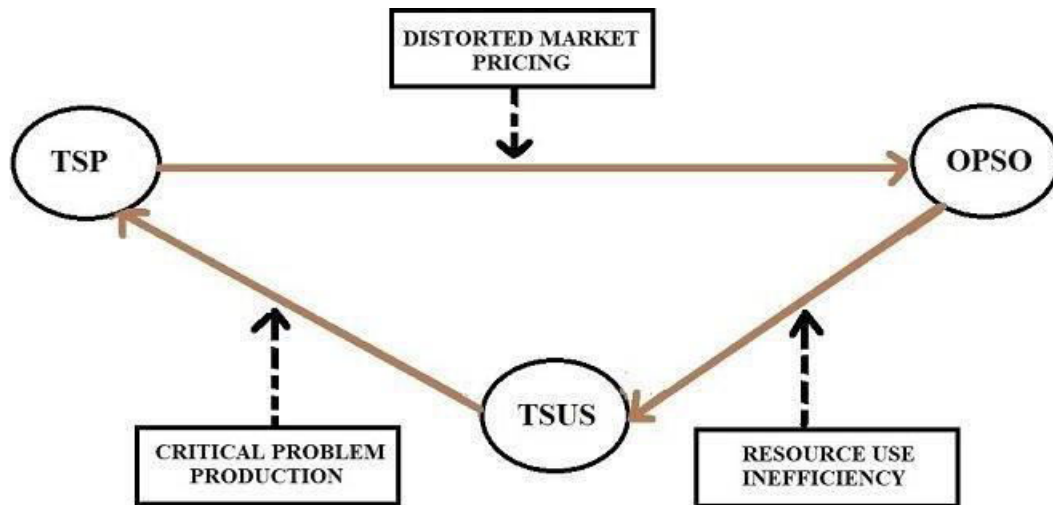 DISTORTED MARKET
PRICING
TSP
OPSO
TSUS
CRITICAL PROBLEM
PRODUCTION
RESOURCE USE
INEFFICIENCY